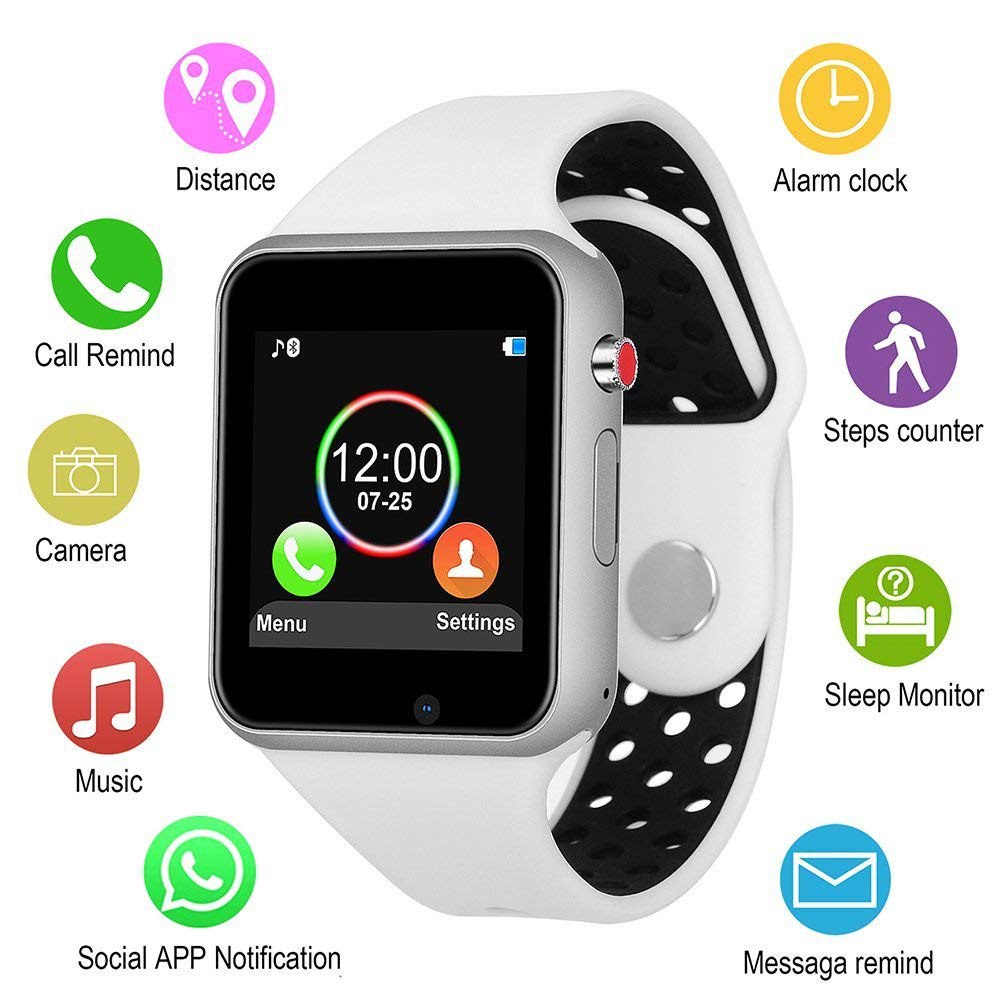 Distance
Alarm clock
Call Remind
Steps counter
12:00
07-25
Camera
Menu
Settings
Sleep Monitor
Music
Social APP Notification
Messaga remind